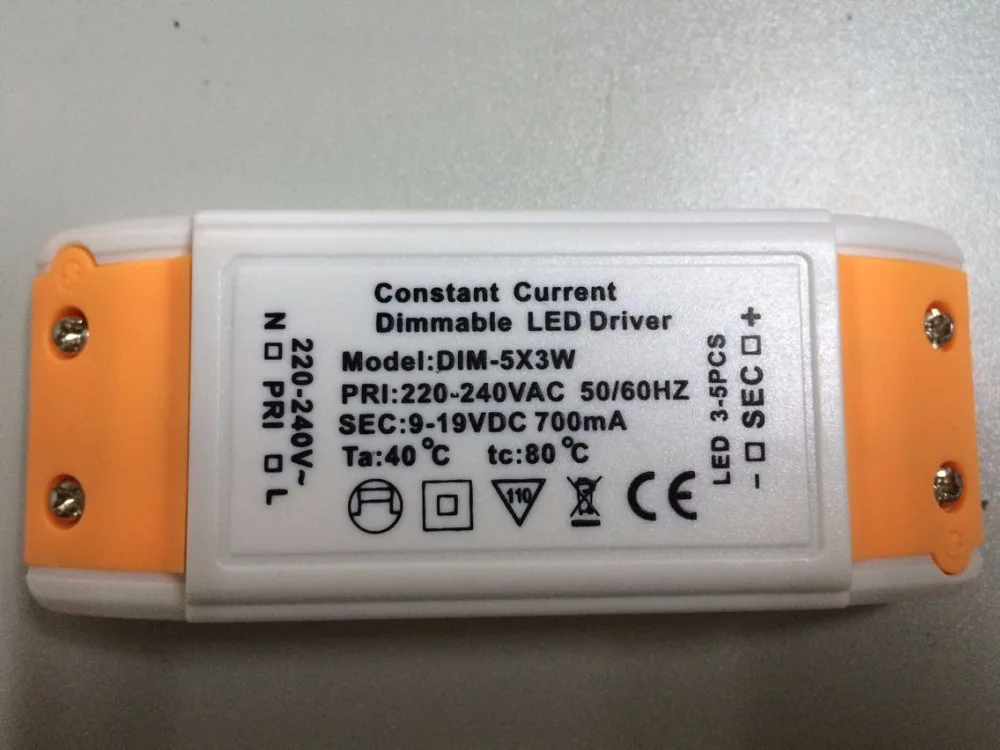 Constant Current
Dimmable LED Driver
Model:DIM-5X3W
PRI:220-240VAC 50/60HZ
SEC:9-19VDC 700mA
Ta:40℃ tc:80℃
110
CE
N PRI L
220-240V~
LED 3-5PCS
- SEC +